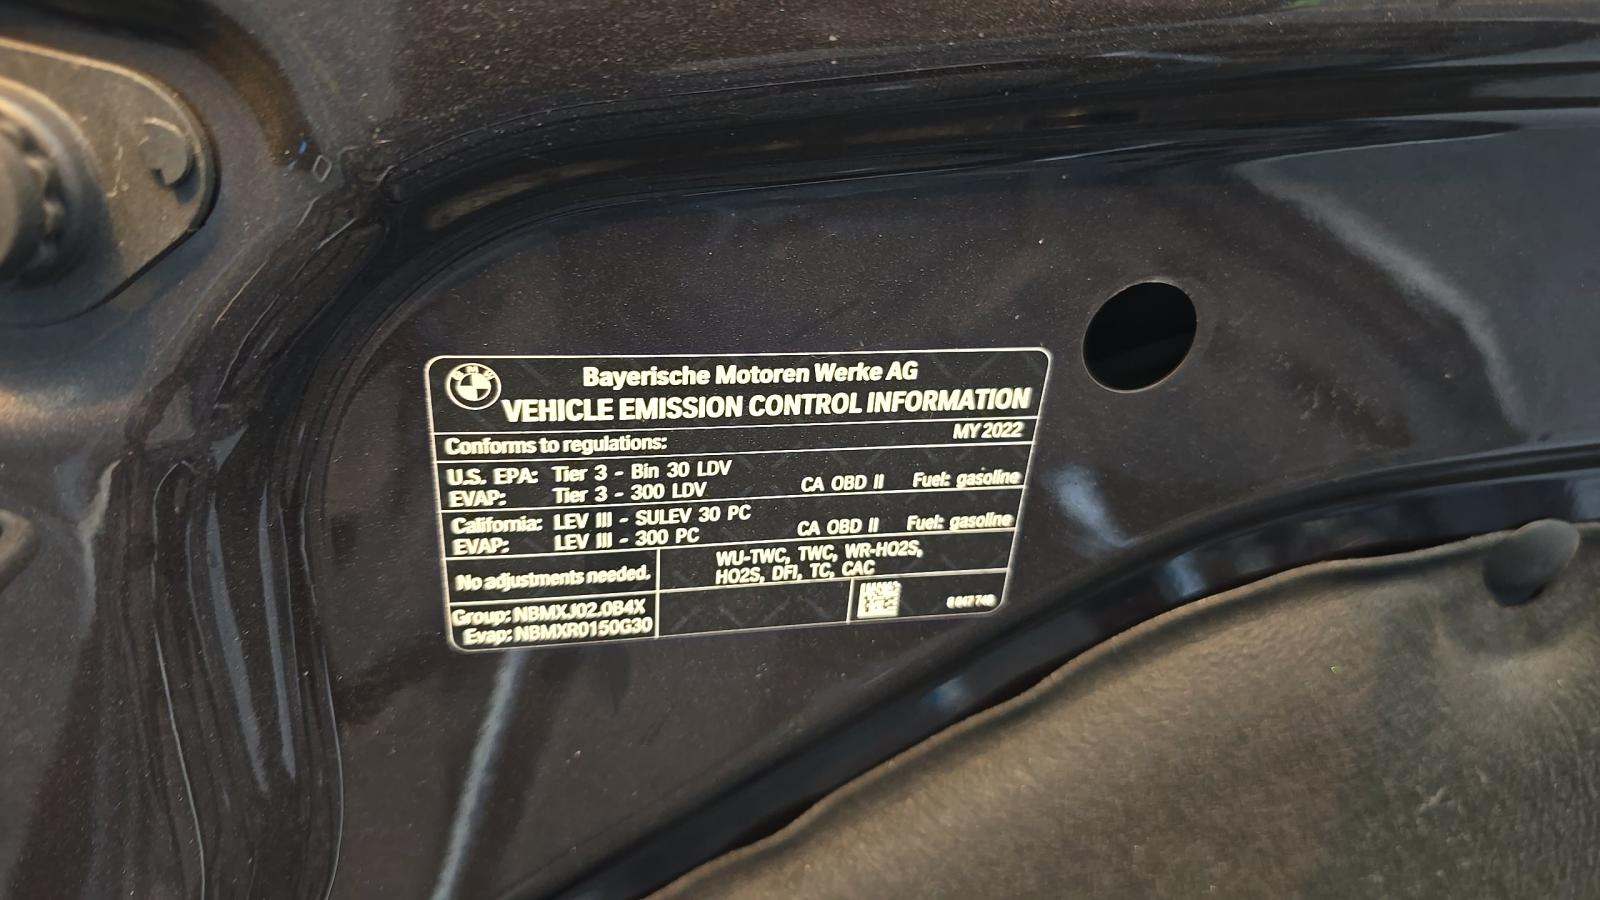 BMW
Bayerische Motoren Werke AG
VEHICLE EMISSION CONTROL INFORMATION
Conforms to regulations: MY 2022
U.S. EPA: Tier 3 - Bin 30 LDV
EVAP: Tier 3 - 300 LDV CA OBD II Fuel: gasoline
California: LEV III - SULEV 30 PC
EVAP: LEV III - 300 PC CA OBD II Fuel: gasoline
No adjustments needed. WU-TWC, TWC, WR-HO2S,
HO2S, DFI, TC, CAC
Group: NBMXJ02.0B4X
Evap: NBMXR0150G30